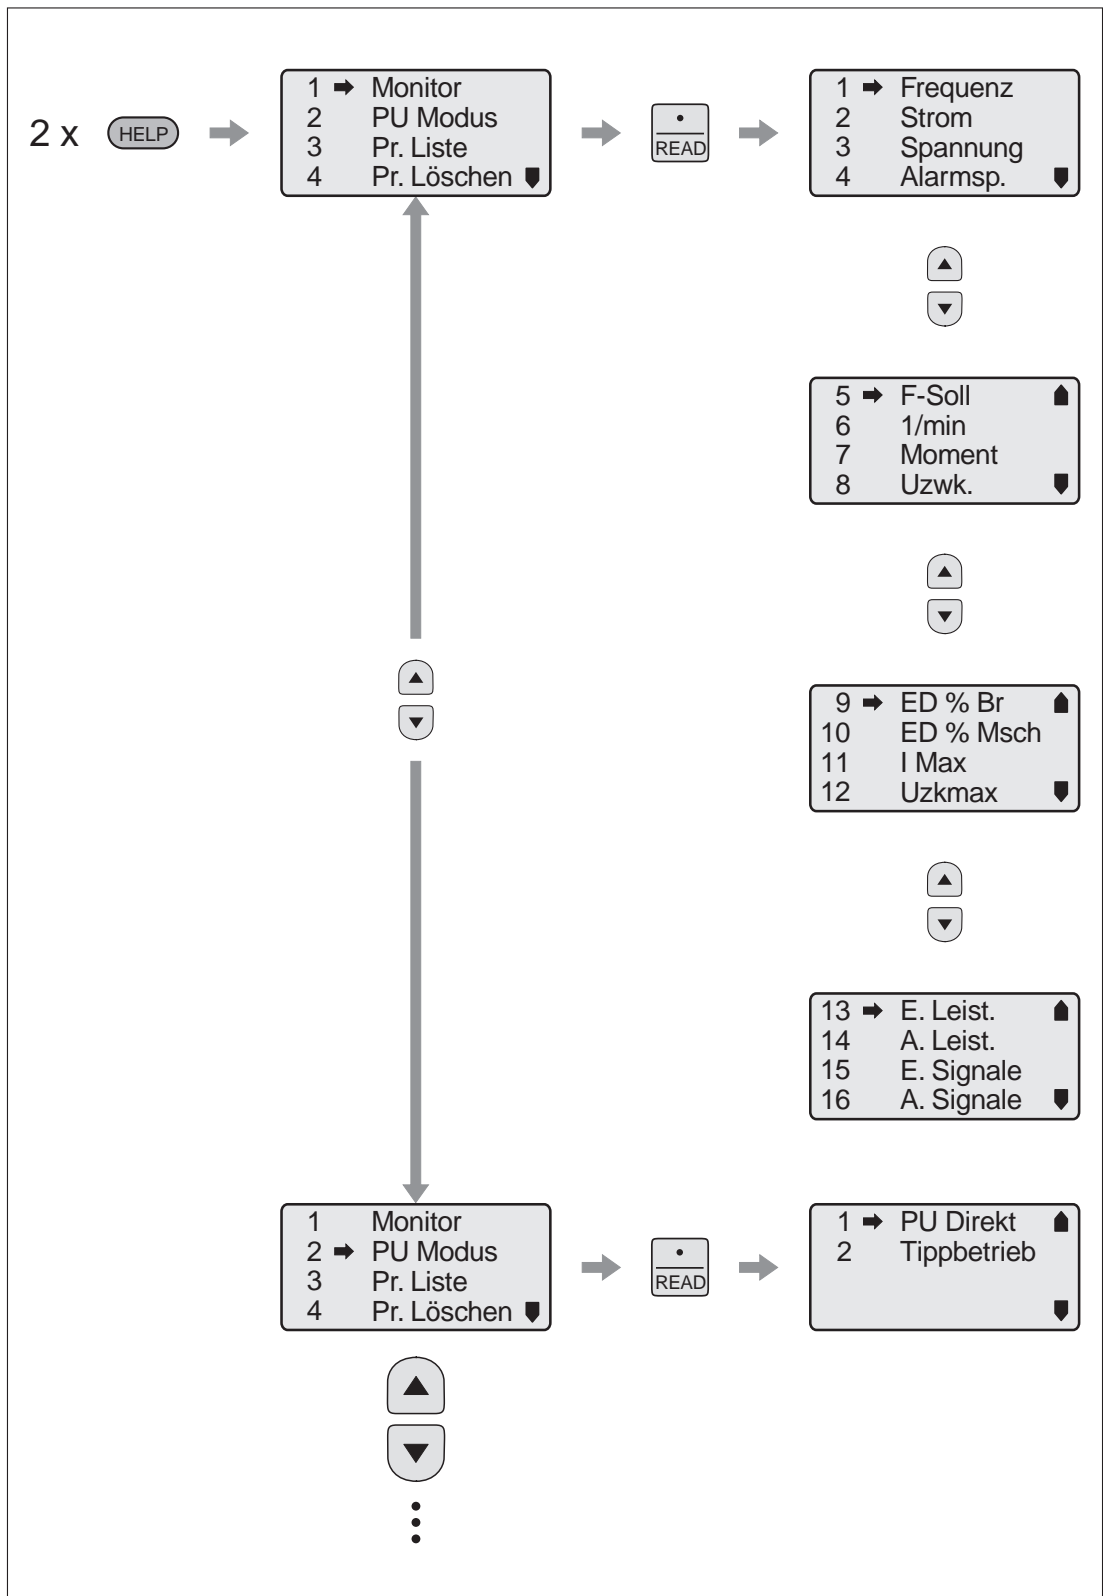 2 x HELP
1 ➡ Monitor
2 PU Modus
3 Pr. Liste
4 Pr. Löschen
READ
1 ➡ Frequenz
2 Strom
3 Spannung
4 Alarmsp.
5 ➡ F-Soll
6 1/min
7 Moment
8 Uzwk.
9 ➡ ED % Br
10 ED % Msch
11 I Max
12 Uzkmax
13 ➡ E. Leist.
14 A. Leist.
15 E. Signale
16 A. Signale
1 Monitor
2 ➡ PU Modus
3 Pr. Liste
4 Pr. Löschen
READ
1 ➡ PU Direkt
2 Tippbetrieb